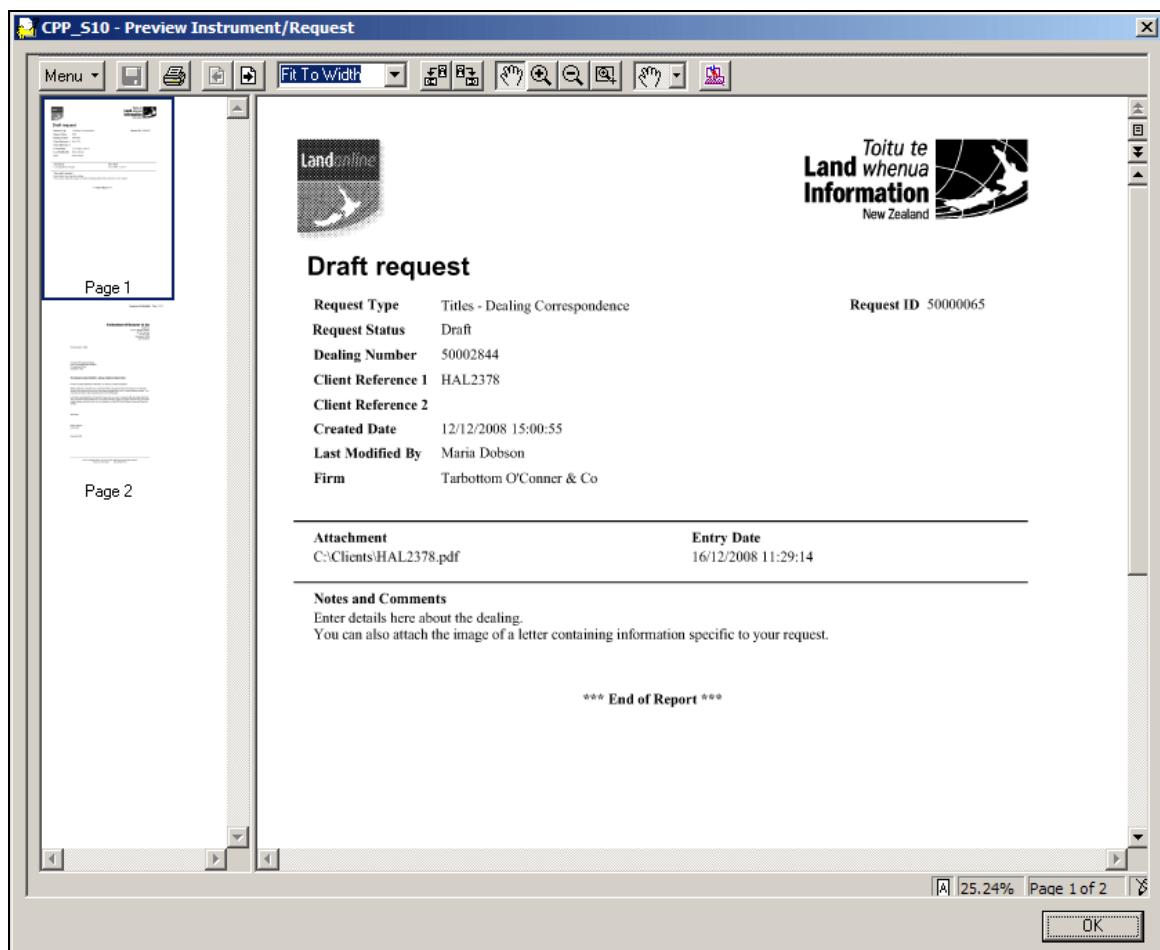 CPP_S10 - Preview Instrument/Request
Menu
Fit To Width
Page 1
Page 2
Landonline
Toitu te
Land whenua
Information
New Zealand
Draft request
Request Type Titles - Dealing Correspondence Request ID 50000065
Request Status Draft
Dealing Number 50002844
Client Reference 1 HAL2378
Client Reference 2
Created Date 12/12/2008 15:00:55
Last Modified By Maria Dobson
Firm Tarbottom O'Conner & Co
Attachment Entry Date
C:\Clients\HAL2378.pdf 16/12/2008 11:29:14
Notes and Comments
Enter details here about the dealing.
You can also attach the image of a letter containing information specific to your request.
*** End of Report ***
A 25.24% Page 1 of 2
OK